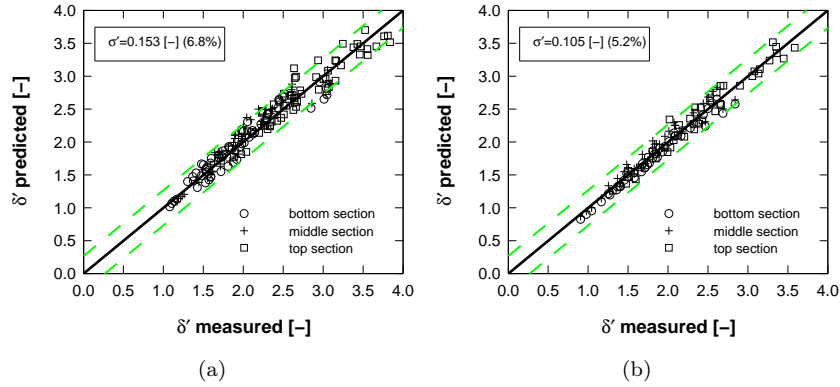 σ′=0.153 [−] (6.8%)
4.0
3.5
3.0
2.5
2.0
1.5
1.0
0.5
0.0
δ′ predicted [−]
bottom section
middle section
top section
0.0 0.5 1.0 1.5 2.0 2.5 3.0 3.5 4.0
δ′ measured [−]
(a)
σ′=0.105 [−] (5.2%)
4.0
3.5
3.0
2.5
2.0
1.5
1.0
0.5
0.0
δ′ predicted [−]
bottom section
middle section
top section
0.0 0.5 1.0 1.5 2.0 2.5 3.0 3.5 4.0
δ′ measured [−]
(b)